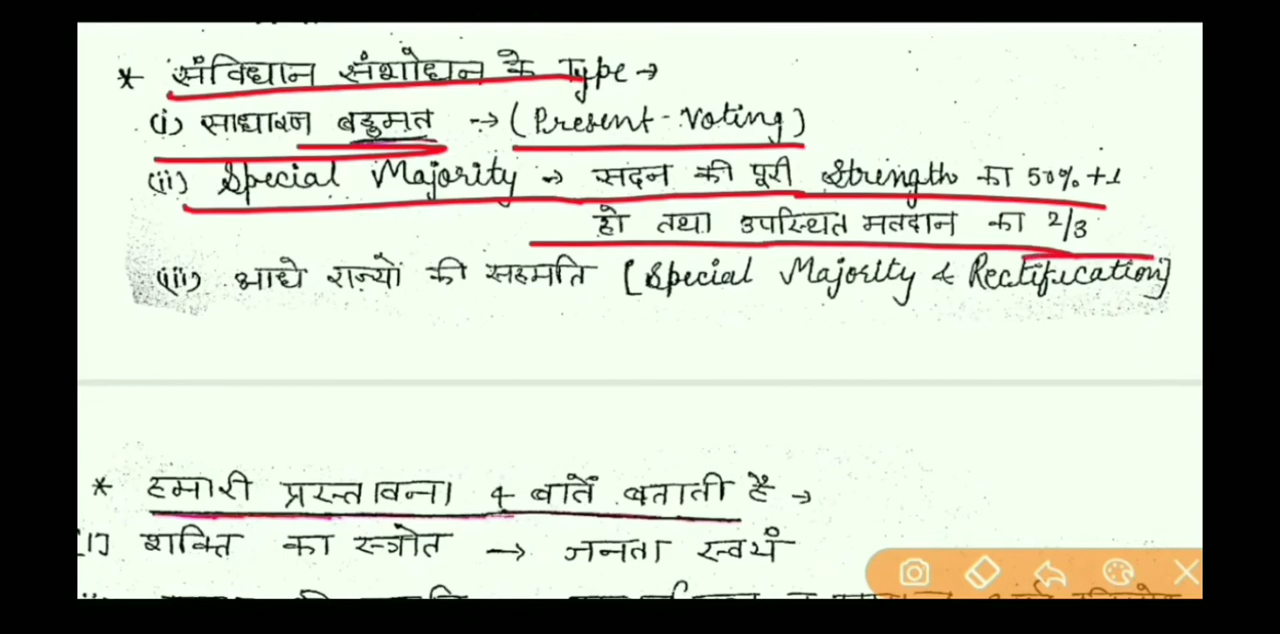 * संविधान संशोधन के Type →
(i) साधारण बहुमत → (Present - Voting)
(ii) Special Majority → सदन की पूरी Strength का 50% +1
हो तथा उपस्थित मतदान का 2/3
(iii) आधे राज्यों की सहमति [Special Majority & Rectification]
* हमारी प्रस्तावना 4 बातें बताती है →
(i) शक्ति का स्त्रोत → जनता स्वयं